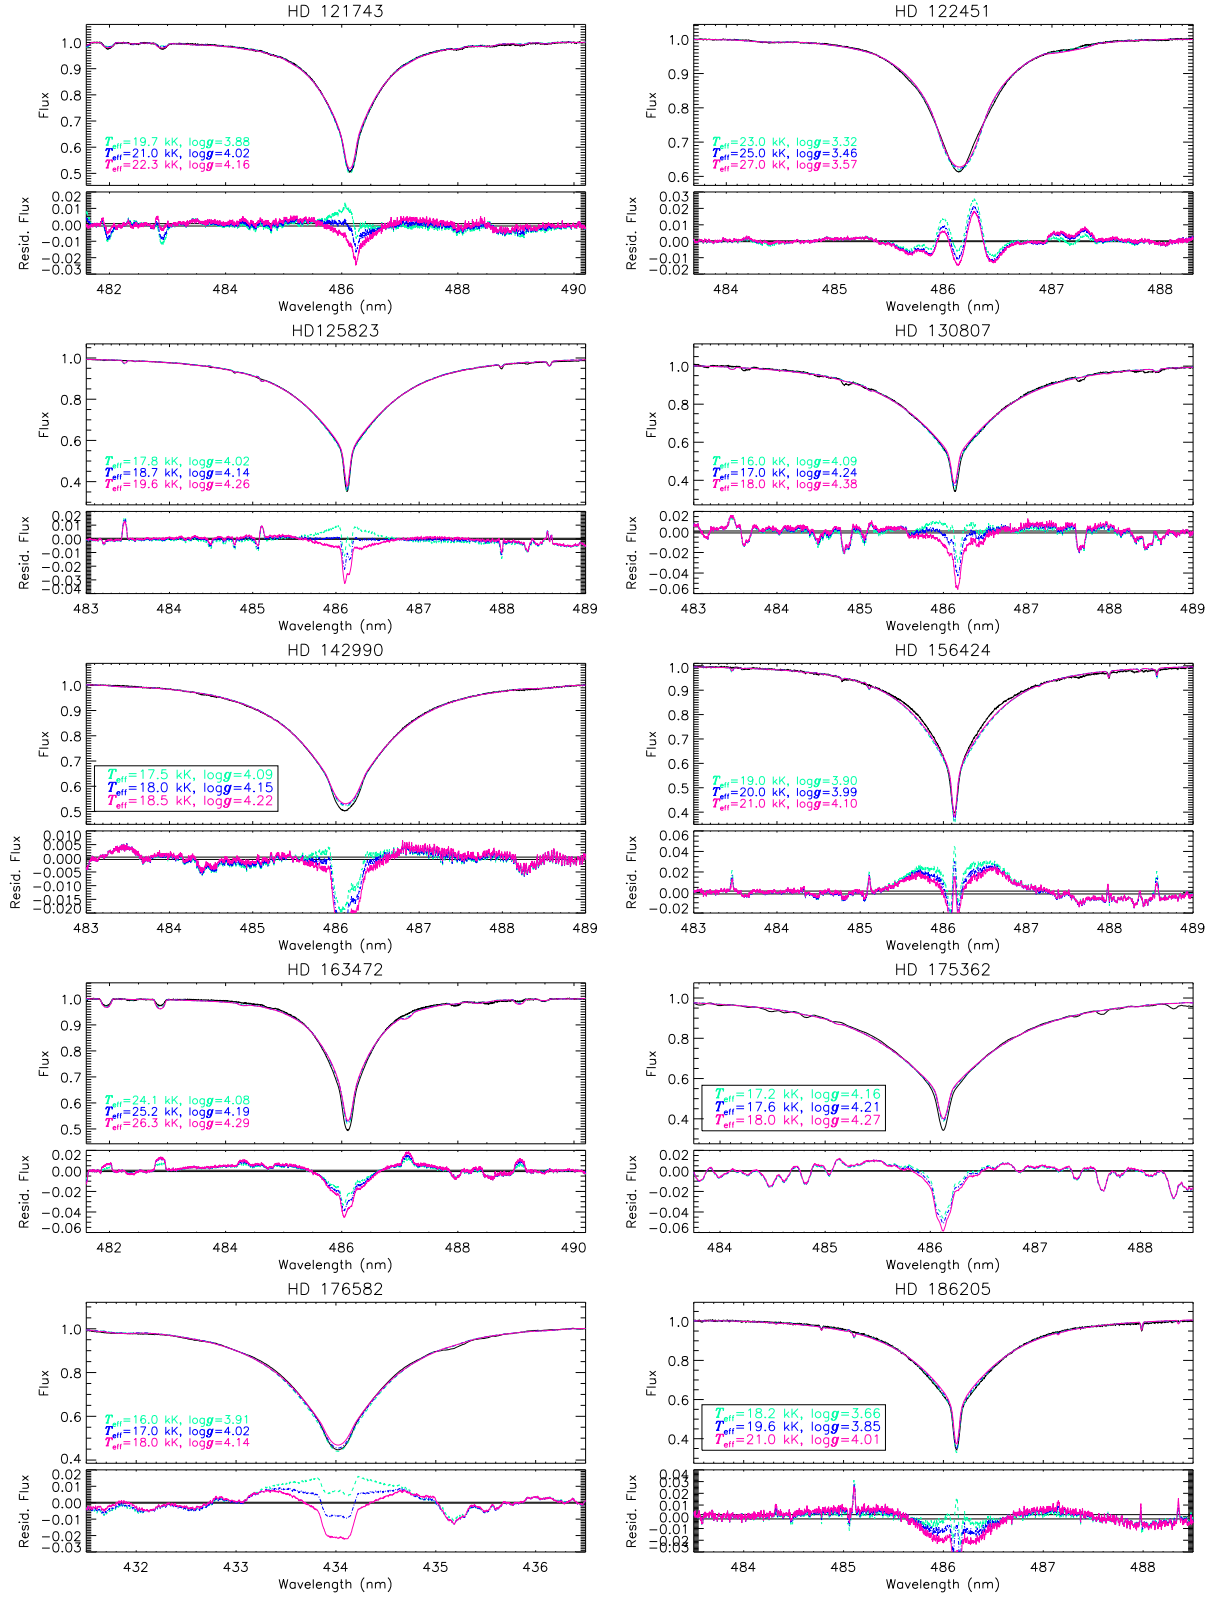 HD 121743
Flux
1.0
0.9
0.8
0.7
0.6
0.5
Teff=19.7 kK, logg=3.88
Teff=21.0 kK, logg=4.02
Teff=22.3 kK, logg=4.16
Resid. Flux
0.02
0.01
0.00
−0.01
−0.02
−0.03
482 484 486 488 490
Wavelength (nm)
HD 122451
Flux
1.0
0.9
0.8
0.7
0.6
Teff=23.0 kK, logg=3.32
Teff=25.0 kK, logg=3.46
Teff=27.0 kK, logg=3.57
Resid. Flux
0.03
0.02
0.01
0.00
−0.01
−0.02
484 485 486 487 488
Wavelength (nm)
HD125823
Flux
1.0
0.8
0.6
0.4
Teff=17.8 kK, logg=4.02
Teff=18.7 kK, logg=4.14
Teff=19.6 kK, logg=4.26
Resid. Flux
0.02
0.01
0.00
−0.01
−0.02
−0.03
−0.04
483 484 485 486 487 488 489
Wavelength (nm)
HD 130807
Flux
1.0
0.8
0.6
0.4
Teff=16.0 kK, logg=4.09
Teff=17.0 kK, logg=4.24
Teff=18.0 kK, logg=4.38
Resid. Flux
0.02
0.00
−0.02
−0.04
−0.06
483 484 485 486 487 488 489
Wavelength (nm)
HD 142990
Flux
1.0
0.9
0.8
0.7
0.6
0.5
Teff=17.5 kK, logg=4.09
Teff=18.0 kK, logg=4.15
Teff=18.5 kK, logg=4.22
Resid. Flux
0.010
0.005
0.000
−0.005
−0.010
−0.015
−0.020
483 484 485 486 487 488 489
Wavelength (nm)
HD 156424
Flux
1.0
0.9
0.8
0.7
0.6
0.5
0.4
Teff=19.0 kK, logg=3.90
Teff=20.0 kK, logg=3.99
Teff=21.0 kK, logg=4.10
Resid. Flux
0.06
0.04
0.02
0.00
−0.02
483 484 485 486 487 488 489
Wavelength (nm)
HD 163472
Flux
1.0
0.9
0.8
0.7
0.6
0.5
Teff=24.1 kK, logg=4.08
Teff=25.2 kK, logg=4.19
Teff=26.3 kK, logg=4.29
Resid. Flux
0.02
0.00
−0.02
−0.04
−0.06
482 484 486 488 490
Wavelength (nm)
HD 175362
Flux
1.0
0.8
0.6
0.4
Teff=17.2 kK, logg=4.16
Teff=17.6 kK, logg=4.21
Teff=18.0 kK, logg=4.27
Resid. Flux
0.02
0.00
−0.02
−0.04
−0.06
484 485 486 487 488
Wavelength (nm)
HD 176582
Flux
1.0
0.8
0.6
0.4
Teff=16.0 kK, logg=3.91
Teff=17.0 kK, logg=4.02
Teff=18.0 kK, logg=4.14
Resid. Flux
0.02
0.01
0.00
−0.01
−0.02
−0.03
432 433 434 435 436
Wavelength (nm)
HD 186205
Flux
1.0
0.8
0.6
0.4
Teff=18.2 kK, logg=3.66
Teff=19.6 kK, logg=3.85
Teff=21.0 kK, logg=4.01
Resid. Flux
0.04
0.03
0.02
0.01
0.00
−0.01
−0.02
−0.03
484 485 486 487 488
Wavelength (nm)